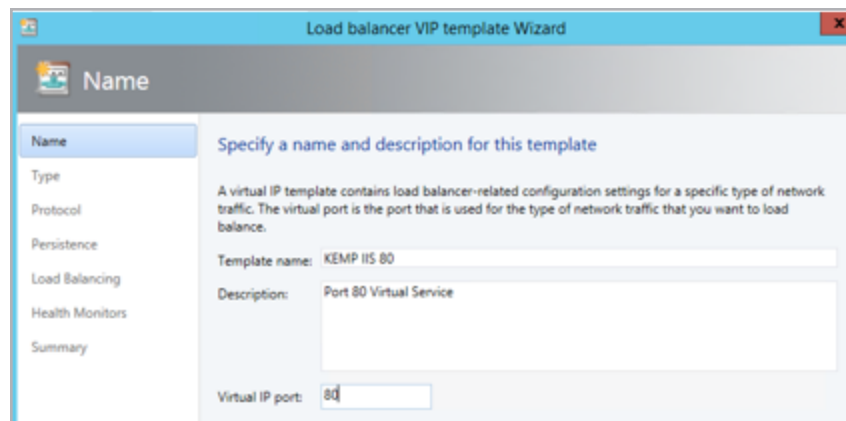 Load balancer VIP template Wizard
x
Name
Name
Type
Protocol
Persistence
Load Balancing
Health Monitors
Summary
Specify a name and description for this template
A virtual IP template contains load balancer-related configuration settings for a specific type of network
traffic. The virtual port is the port that is used for the type of network traffic that you want to load
balance.
Template name: KEMP IIS 80
Description: Port 80 Virtual Service
Virtual IP port: 80